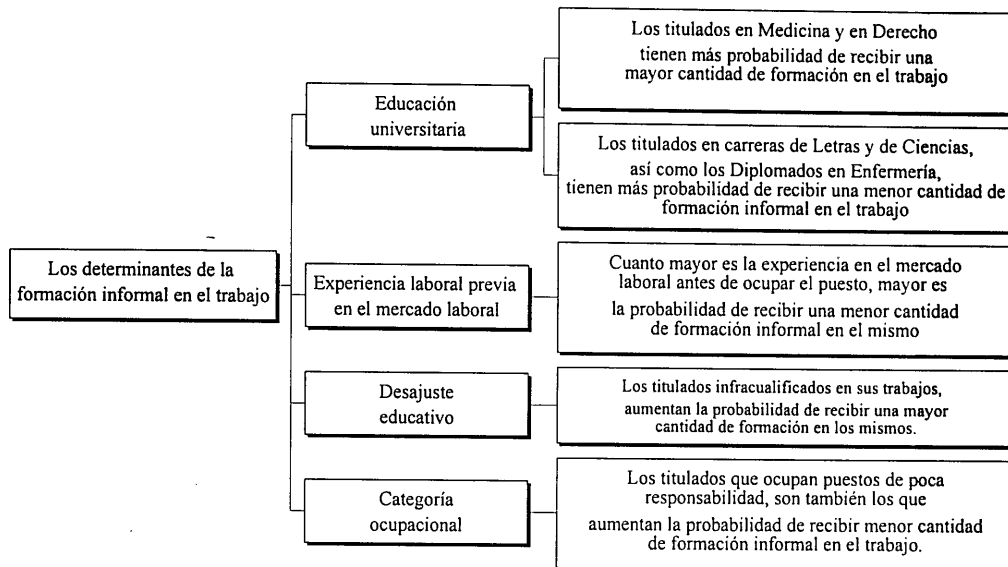 Los determinantes de la
formación informal en el trabajo
Educación
universitaria
Los titulados en Medicina y en Derecho
tienen más probabilidad de recibir una
mayor cantidad de formación en el trabajo
Los titulados en carreras de Letras y de Ciencias,
así como los Diplomados en Enfermería,
tienen más probabilidad de recibir una menor cantidad de
formación informal en el trabajo
Experiencia laboral previa
en el mercado laboral
Cuanto mayor es la experiencia en el mercado
laboral antes de ocupar el puesto, mayor es
la probabilidad de recibir una menor cantidad
de formación informal en el mismo
Desajuste
educativo
Los titulados infracualificados en sus trabajos,
aumentan la probabilidad de recibir una mayor
cantidad de formación en los mismos.
Categoría
ocupacional
Los titulados que ocupan puestos de poca
responsabilidad, son también los que
aumentan la probabilidad de recibir menor cantidad
de formación informal en el trabajo.